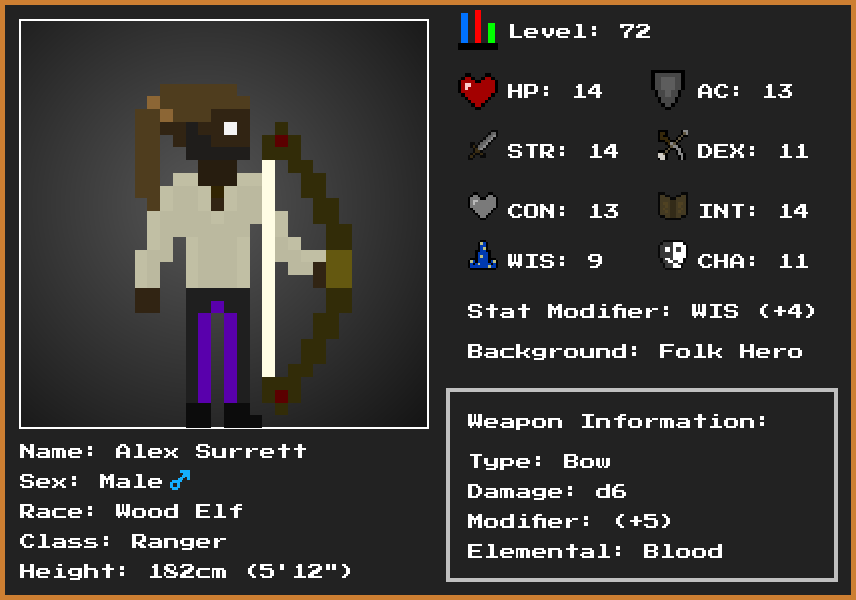 Level: 72
HP: 14
AC: 13
STR: 14
DEX: 11
CON: 13
INT: 14
WIS: 9
CHA: 11
Stat Modifier: WIS (+4)
Background: Folk Hero
Weapon Information:
Type: Bow
Damage: d6
Modifier: (+5)
Elemental: Blood
Name: Alex Surrett
Sex: Male♂
Race: Wood Elf
Class: Ranger
Height: 182cm (5'12")